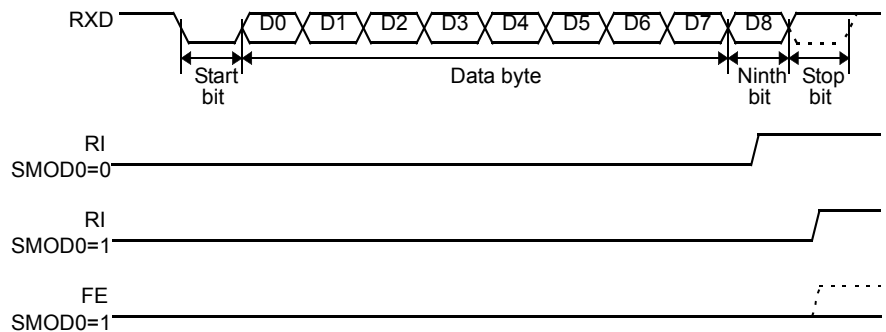 RXD
D0 D1 D2 D3 D4 D5 D6 D7 D8
Start bit
Data byte
Ninth bit
Stop bit
RI
SMOD0=0
RI
SMOD0=1
FE
SMOD0=1